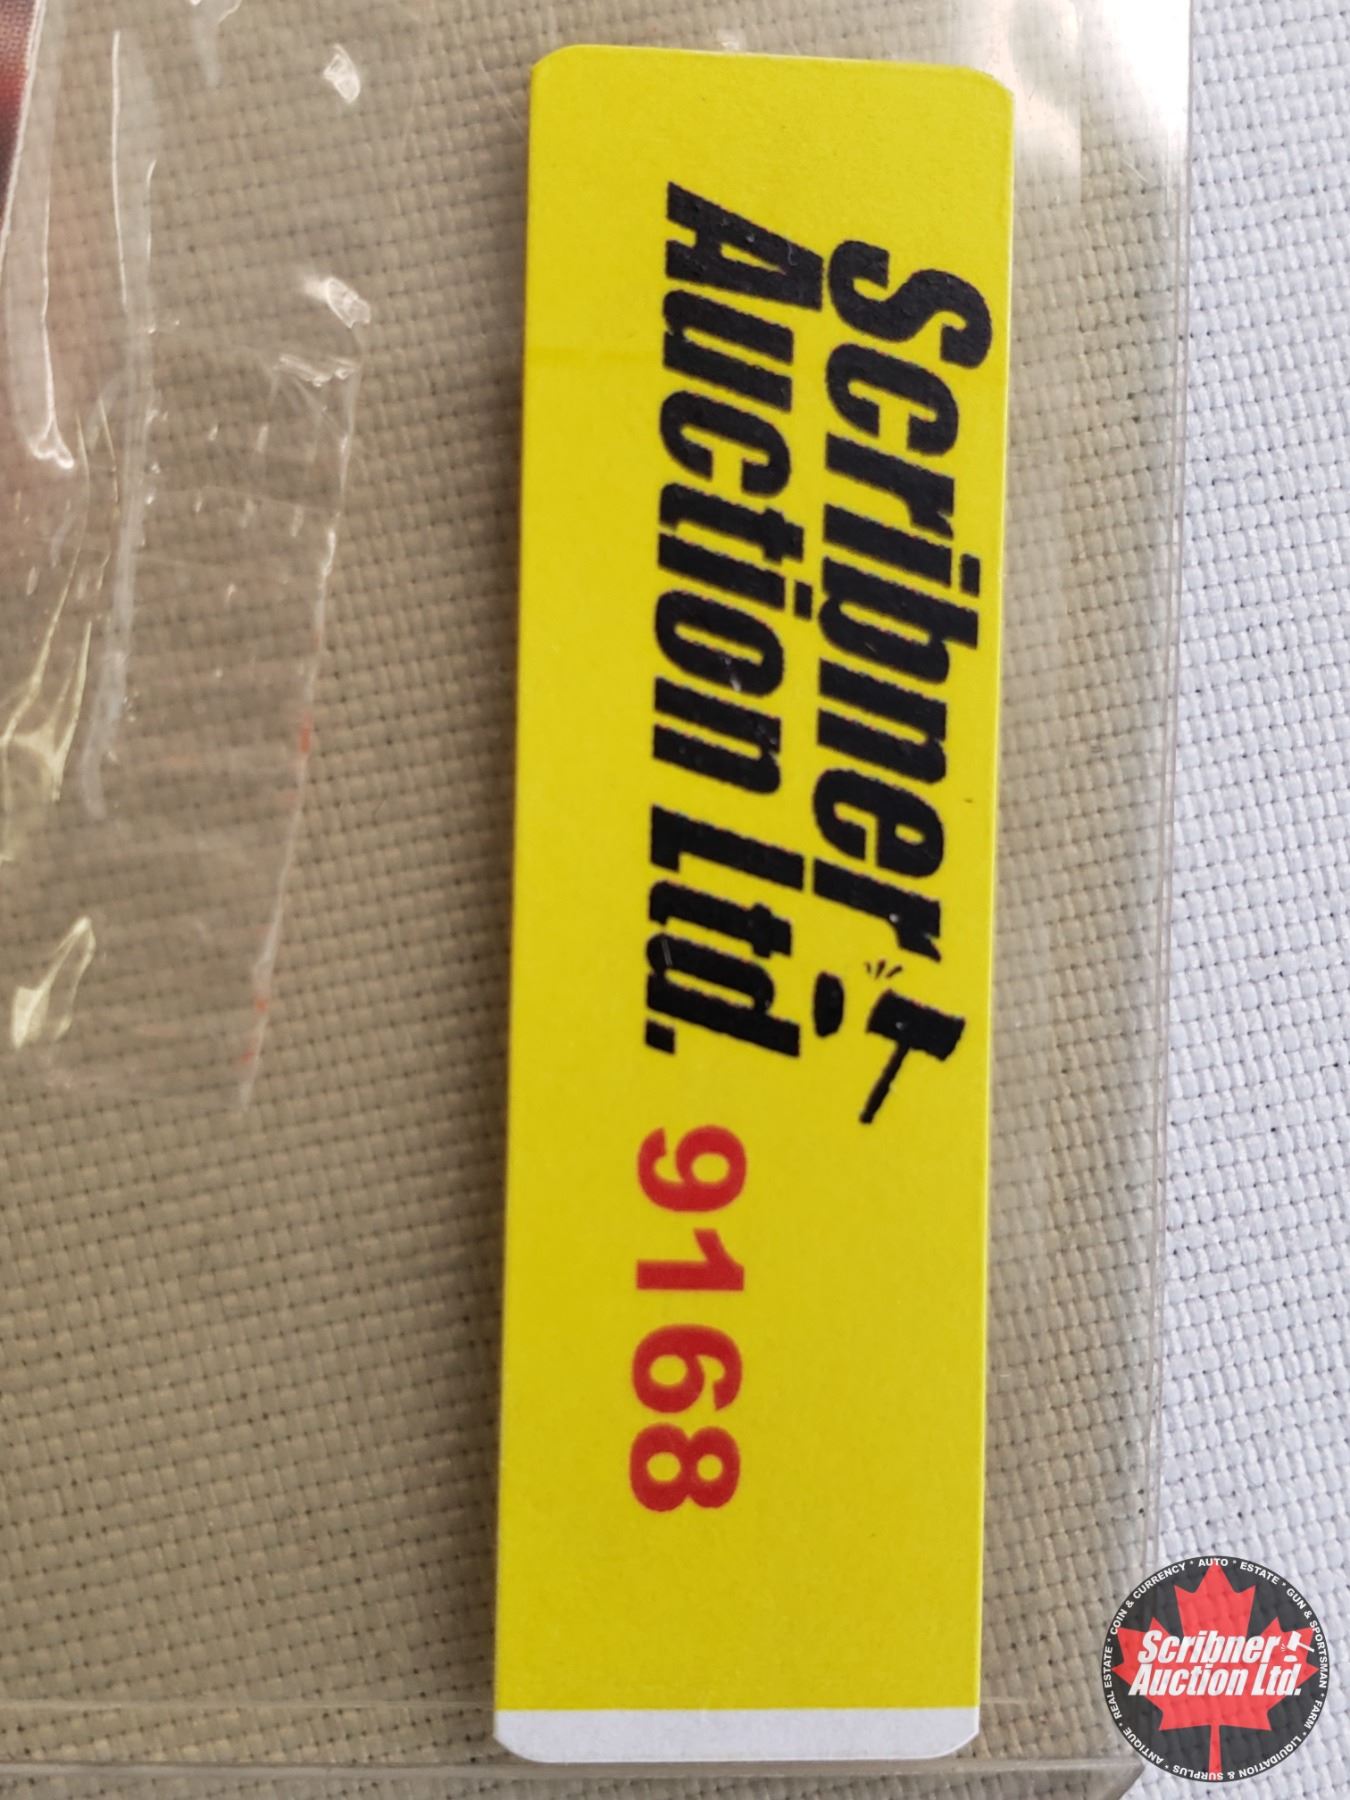 Scribner
Auction Ltd. 9168
Scribner
Auction Ltd.
REAL ESTATE * COIN & CURRENCY * AUTO * ESTATE * GUN & SPORTSMAN * FARM * LIQUIDATION & SURPLUS * ANTIQUE *